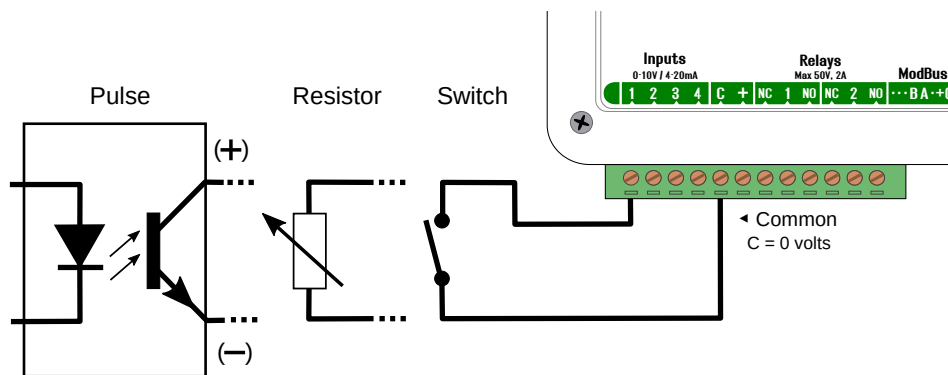 Pulse
Resistor
Switch
(+)
(−)
Inputs
0-10V / 4-20mA
Relays
Max 50V, 2A
ModBus
1 2 3 4 C + NC 1 NO NC 2 NO ···BA·+C
Common
C = 0 volts